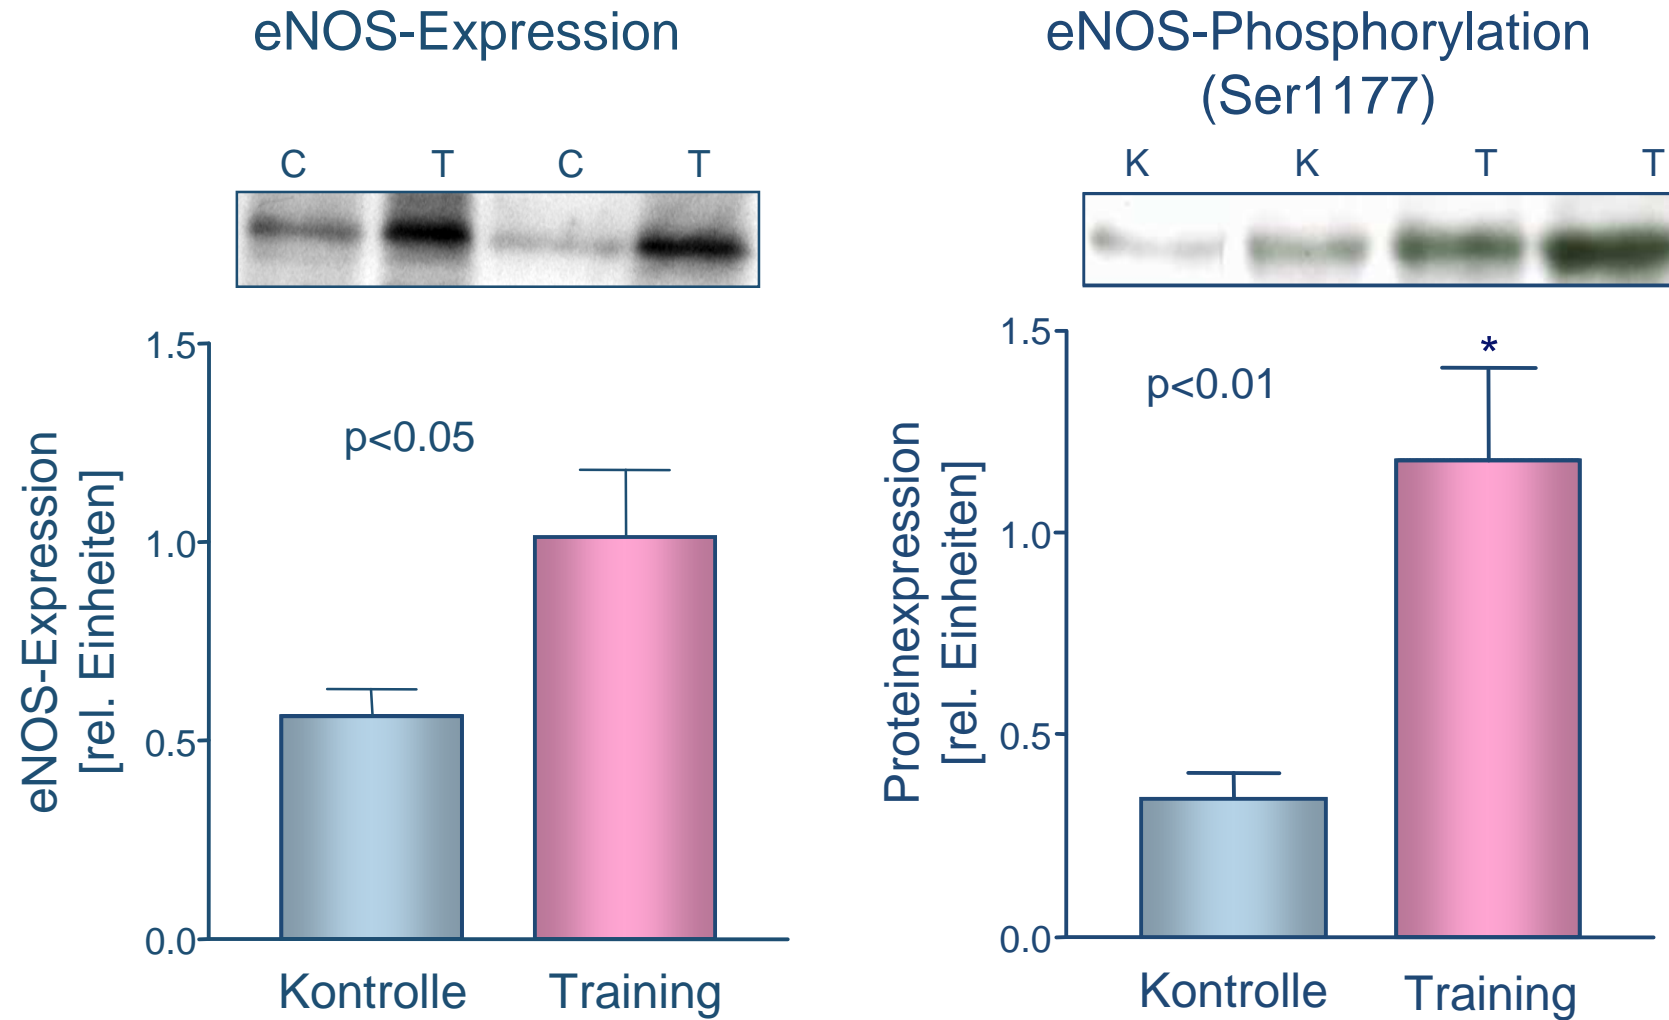 eNOS-Expression
C T C T
1.5
1.0
0.5
0.0
eNOS-Expression
[rel. Einheiten]
p<0.05
Kontrolle Training
eNOS-Phosphorylation
(Ser1177)
K K T T
1.5
1.0
0.5
0.0
Proteinexpression
[rel. Einheiten]
p<0.01
*
Kontrolle Training